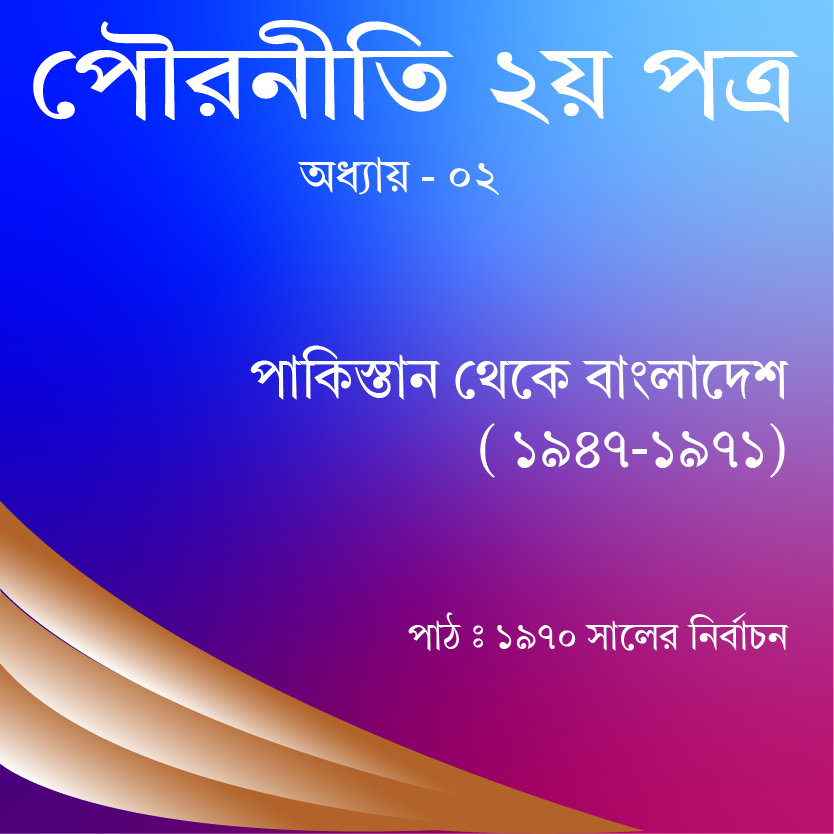 পৌরনীতি ২য় পত্র
অধ্যায় - ০২
পাকিস্তান থেকে বাংলাদেশ
( ১৯৪৭-১৯৭১)
পাঠ ঃ ১৯৭০ সালের নির্বাচন